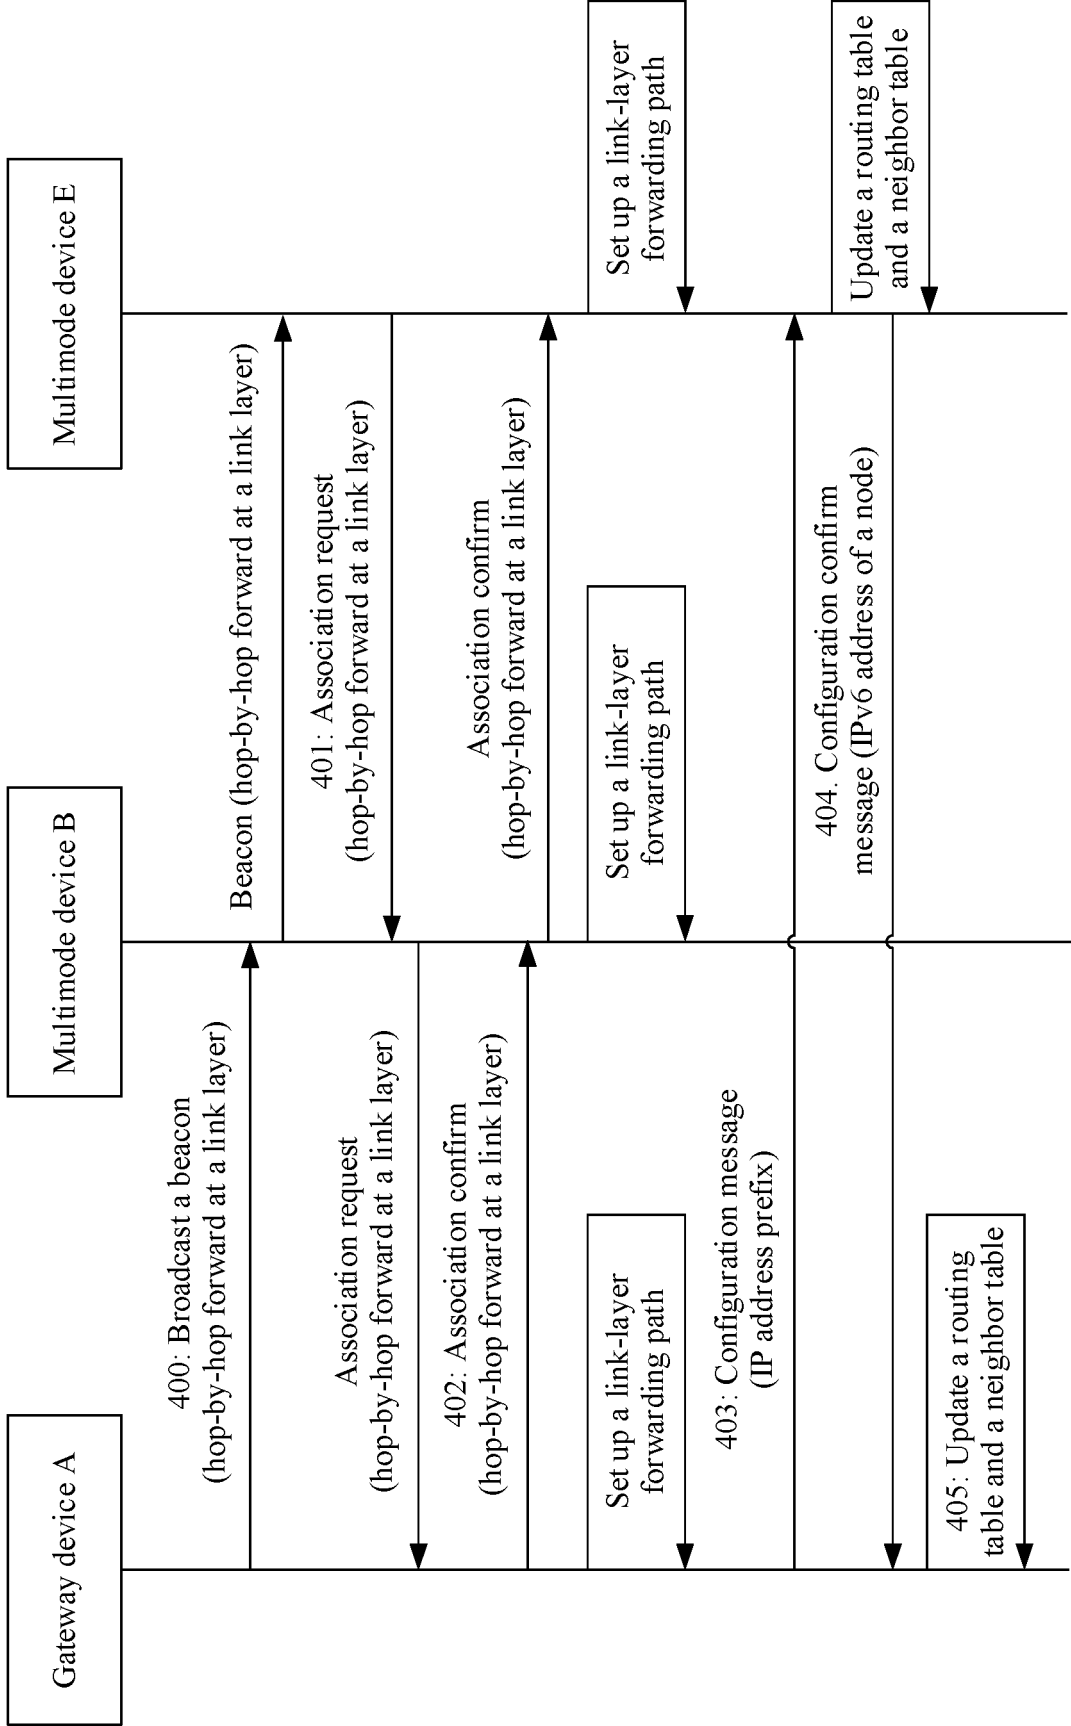 Gateway device A
Multimode device B
Multimode device E
400: Broadcast a beacon
(hop-by-hop forward at a link layer)
Beacon (hop-by-hop forward at a link layer)
401: Association request
(hop-by-hop forward at a link layer)
Association request
(hop-by-hop forward at a link layer)
402: Association confirm
(hop-by-hop forward at a link layer)
Association confirm
(hop-by-hop forward at a link layer)
Set up a link-layer
forwarding path
Set up a link-layer
forwarding path
Set up a link-layer
forwarding path
403: Configuration message
(IP address prefix)
404. Configuration confirm
message (IPv6 address of a node)
Update a routing table
and a neighbor table
405: Update a routing
table and a neighbor table